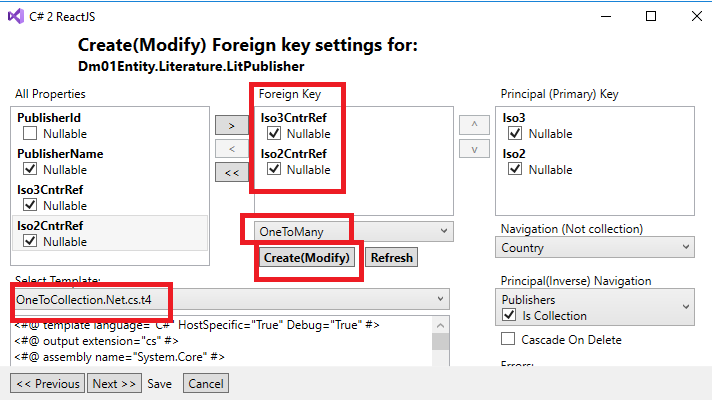 C# 2 ReactJS
Create(Modify) Foreign key settings for:
Dm01Entity.Literature.LitPublisher
All Properties
PublisherId
Nullable
PublisherName
Nullable
Iso3CntrRef
Nullable
Iso2CntrRef
Nullable
>
<
<<
Foreign Key
Iso3CntrRef
Nullable
Iso2CntrRef
Nullable
OneToMany
Create(Modify)
Refresh
^
v
Principal (Primary) Key
Iso3
Nullable
Iso2
Nullable
Navigation (Not collection)
Country
Select Template:
OneToCollection.Net.cs.t4
<#@ template language="C#" HostSpecific="True" Debug="True" #>
<#@ output extension="cs" #>
<#@ assembly name="System.Core" #>
Principal(Inverse) Navigation
Publishers
Is Collection
Cascade On Delete
Errors:
<< Previous
Next >>
Save
Cancel